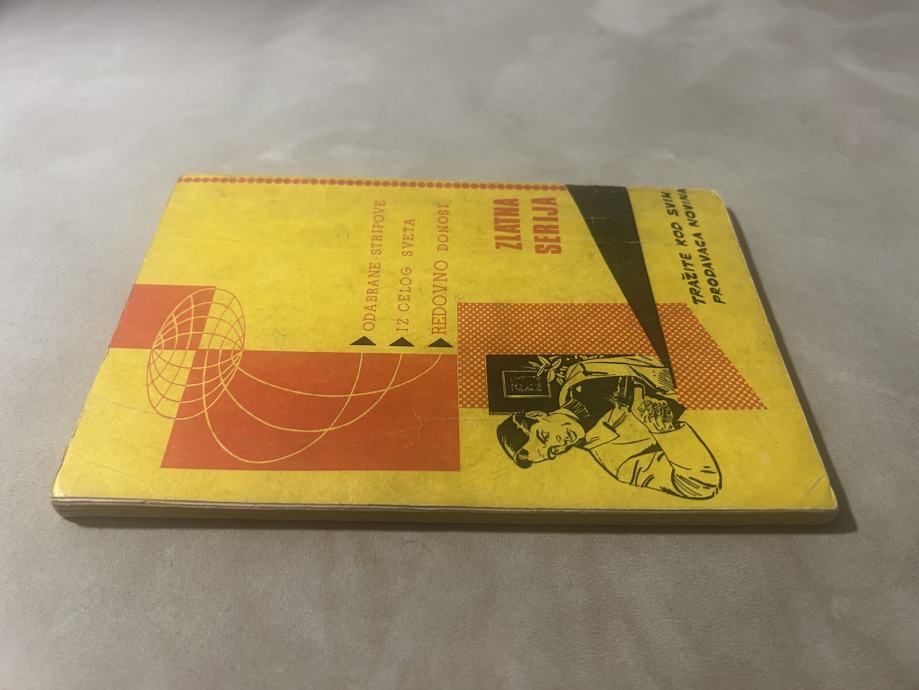 ODABRANE STRIPOVE
IZ CELOG SVETA
REDOVNO DONOSI
ZLATNA
SERIJA
TRAŽITE KOD SVIH
PRODAVACA NOVINA